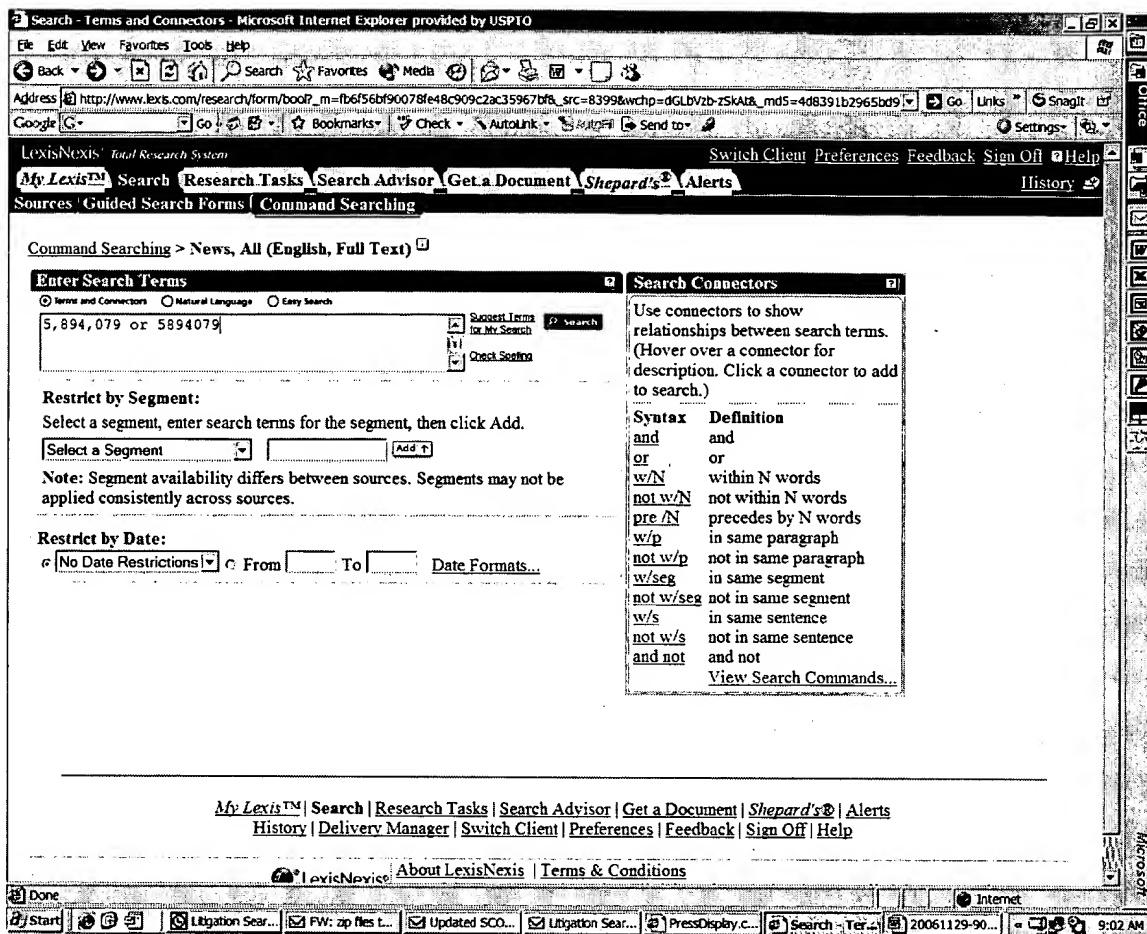 Search - Terms and Connectors - Microsoft Internet Explorer provided by USPTO
File Edit View Favorites Tools Help
Back Search Favorites Media
Address http://www.lexis.com/research/form/bool?_m=fb6f56bf90078fe48c909c2ac35967bf&_src=8399&wchp=dGLbVzb-zSkAt&_md5=4d8391b2965bd9 Go Links » SnagIt
Google G Go Bookmarks Check AutoLink AutoFill Send to Settings
LexisNexis® Total Research System Switch Client Preferences Feedback Sign Off Help
My Lexis™ Search Research Tasks Search Advisor Get a Document Shepard's® Alerts History
Sources Guided Search Forms Command Searching
Command Searching > News, All (English, Full Text) i
Enter Search Terms ?
Terms and Connectors Natural Language Easy Search
5,894,079 or 5894079
Suggest Terms
for My Search
Search
Check Spelling
Restrict by Segment:
Select a segment, enter search terms for the segment, then click Add.
Select a Segment Add ↑
Note: Segment availability differs between sources. Segments may not be
applied consistently across sources.
Restrict by Date:
No Date Restrictions From To Date Formats...
Search Connectors ?
Use connectors to show
relationships between search terms.
(Hover over a connector for
description. Click a connector to add
to search.)
Syntax Definition
and and
or or
w/N within N words
not w/N not within N words
pre /N precedes by N words
w/p in same paragraph
not w/p not in same paragraph
w/seg in same segment
not w/seg not in same segment
w/s in same sentence
not w/s not in same sentence
and not and not
View Search Commands...
My Lexis™ | Search | Research Tasks | Search Advisor | Get a Document | Shepard's® | Alerts
History | Delivery Manager | Switch Client | Preferences | Feedback | Sign Off | Help
LexisNexis® About LexisNexis | Terms & Conditions
Done Internet
Start Litigation Sear... FW: zip files t... Updated SCO... Litigation Sear... PressDisplay.c... Search - Ter... 20061129-90... « 9:02 AM